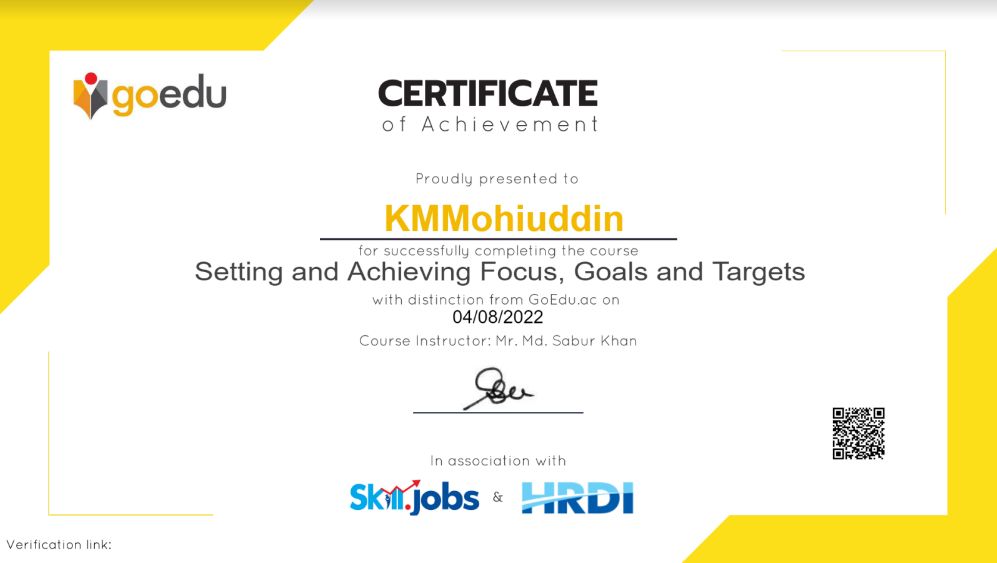 goedu
CERTIFICATE
of Achievement
Proudly presented to
KMMohiuddin
for successfully completing the course
Setting and Achieving Focus, Goals and Targets
with distinction from GoEdu.ac on
04/08/2022
Course Instructor: Mr. Md. Sabur Khan
In association with
Skill.jobs & HRDI
Verification link: